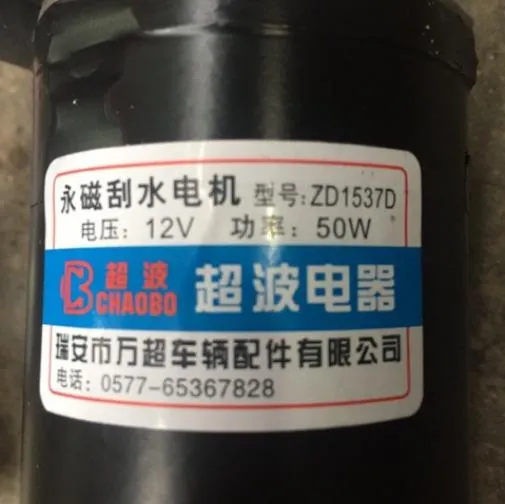 永磁刮水电机 型号:ZD1537D
电压: 12V 功率: 50W
超波 CHAOBO 超波电器
瑞安市万超车辆配件有限公司
电话: 0577-65367828